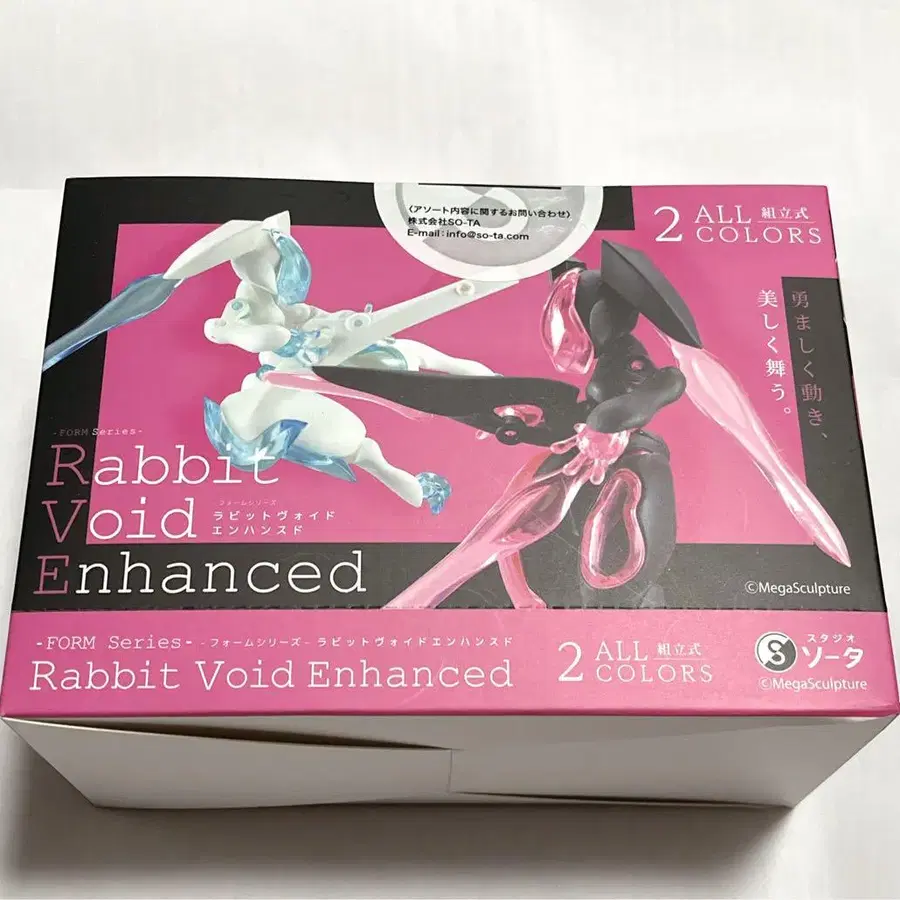 〈アソート内容に関するお問い合わせ〉
株式会社SO-TA
E-mail：info@so-ta.com
2 ALL COLORS
組立式
勇ましく動き、
美しく舞う。
-FORM Series-
Rabbit
Void
Enhanced
-フォームシリーズ-
ラビットヴォイド
エンハンスド
©MegaSculpture
-FORM Series- -フォームシリーズ- ラビットヴォイドエンハンスド
Rabbit Void Enhanced
2 ALL COLORS
組立式
S
スタジオ
ソータ
©MegaSculpture